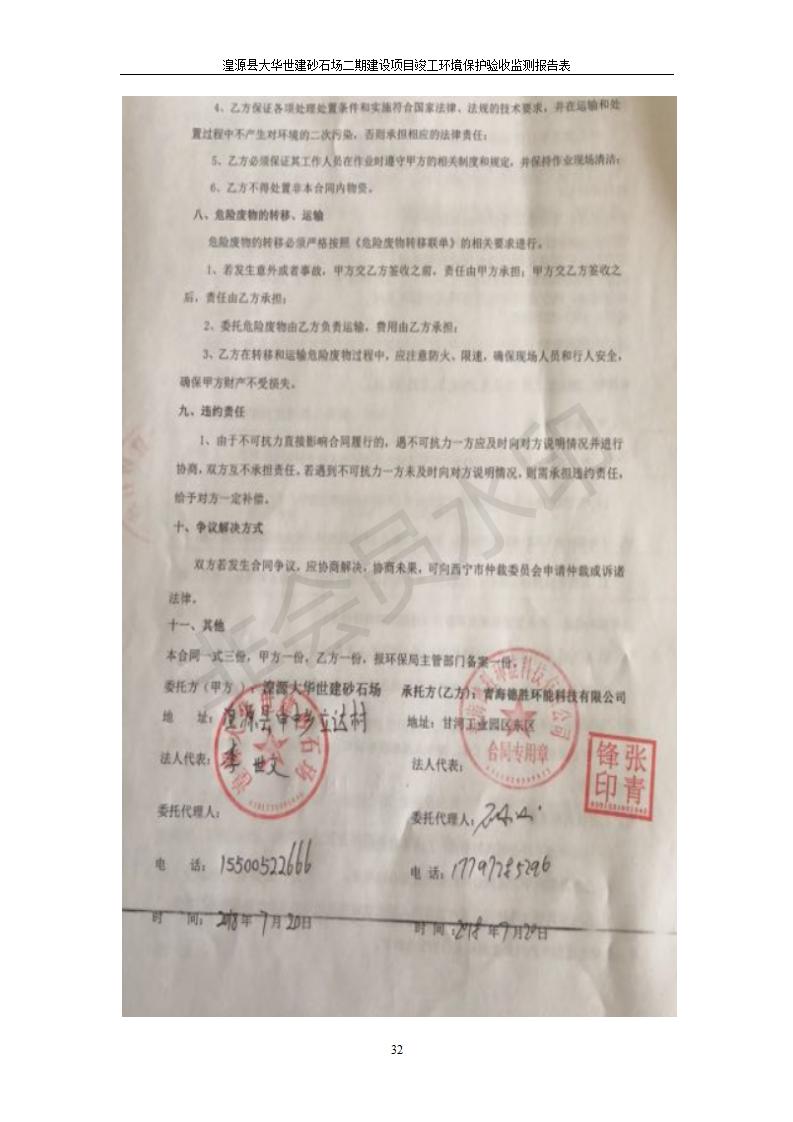 湟源县大华世建砂石场二期建设项目竣工环境保护验收监测报告表
4、乙方保证各项处理处置条件和实施符合国家法律、法规的技术要求，并在运输和处
置过程中不产生对环境的二次污染，否则承担相应的法律责任；
5、乙方必须保证其工作人员在作业时遵守甲方的相关制度和规定，并保持作业现场清洁；
6、乙方不得处置非本合同内物资。
八、危险废物的转移、运输
危险废物的转移必须严格按照《危险废物转移联单》的相关要求进行。
1、若发生意外或者事故，甲方交乙方签收之前，责任由甲方承担；甲方交乙方签收之
后，责任由乙方承担；
2、委托危险废物由乙方负责运输，费用由乙方承担；
3、乙方在转移和运输危险废物过程中，应注意防火、限速，确保现场人员和行人安全，
确保甲方财产不受损失。
九、违约责任
1、由于不可抗力直接影响合同履行的，遇不可抗力一方应及时向对方说明情况并进行
协商，双方互不承担责任。若遇到不可抗力一方未及时向对方说明情况，则需承担违约责任，
给予对方一定补偿。
十、争议解决方式
双方若发生合同争议，应协商解决，协商未果，可向西宁市仲裁委员会申请仲裁或诉诸
法律。
十一、其他
本合同一式三份，甲方一份，乙方一份，报环保局主管部门备案一份。
委托方（甲方）：湟源大华世建砂石场 承托方(乙方)：青海德胜环能科技有限公司
地 址：湟源县申中乡立达村 地址：甘河工业园区东区
法人代表：李世文 法人代表：
合同专用章
张青锋印
委托代理人： 委托代理人：
电 话：15500522666 电 话：17797285296
时 间：2018年7月20日 时 间：2018年7月20日
非会员水印
32